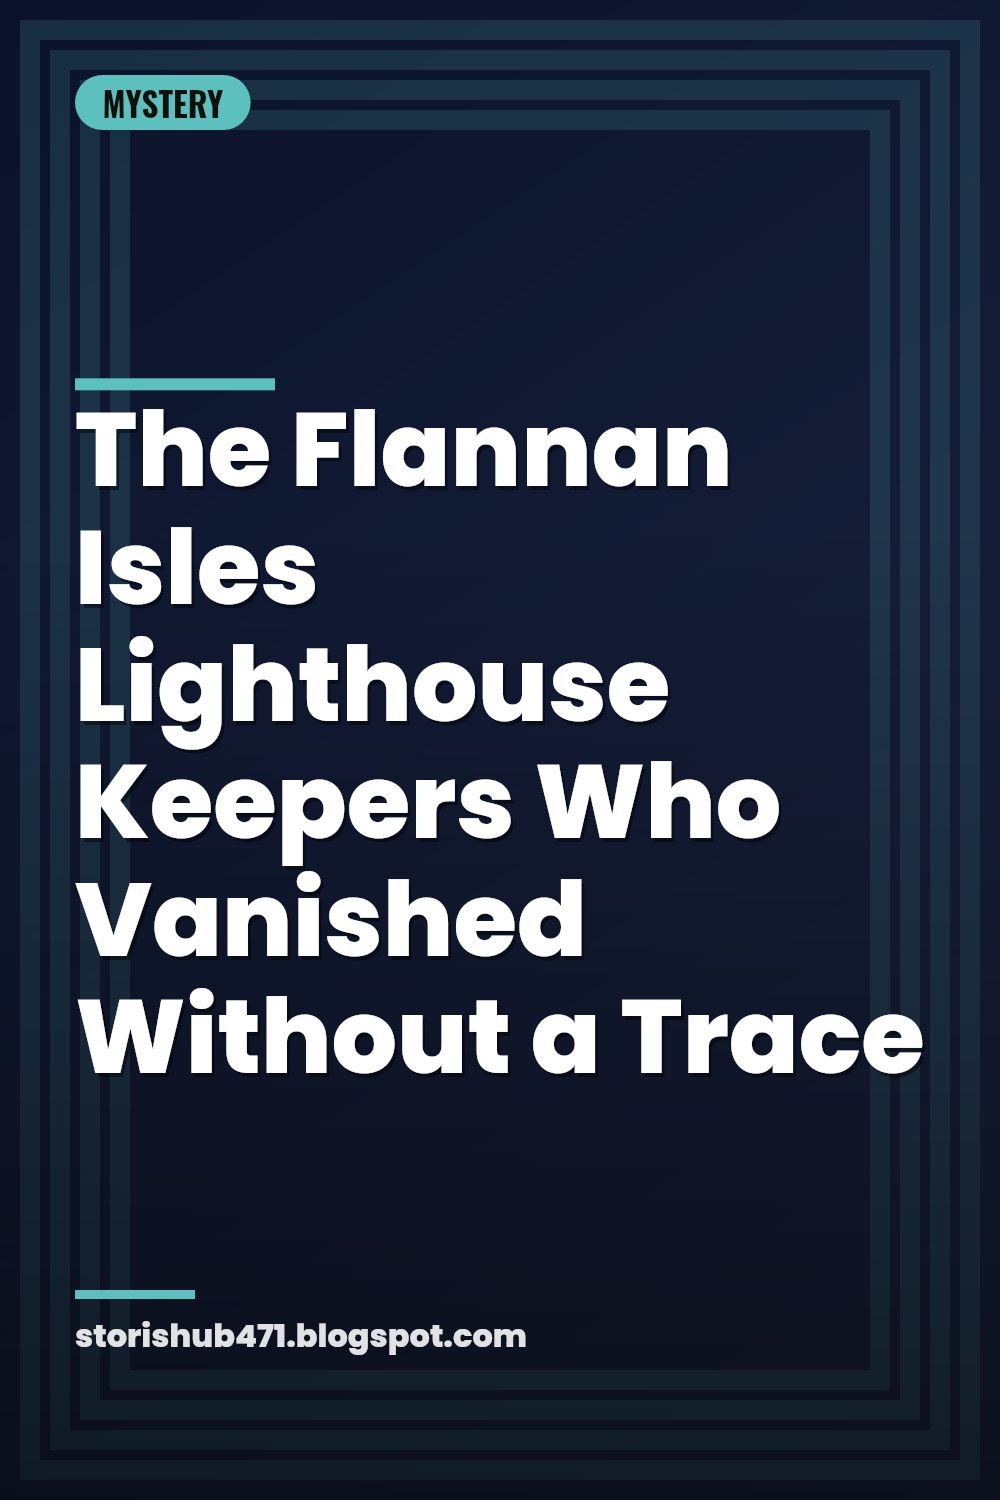 MYSTERY
The Flannan
Isles
Lighthouse
Keepers Who
Vanished
Without a Trace
storishub471.blogspot.com